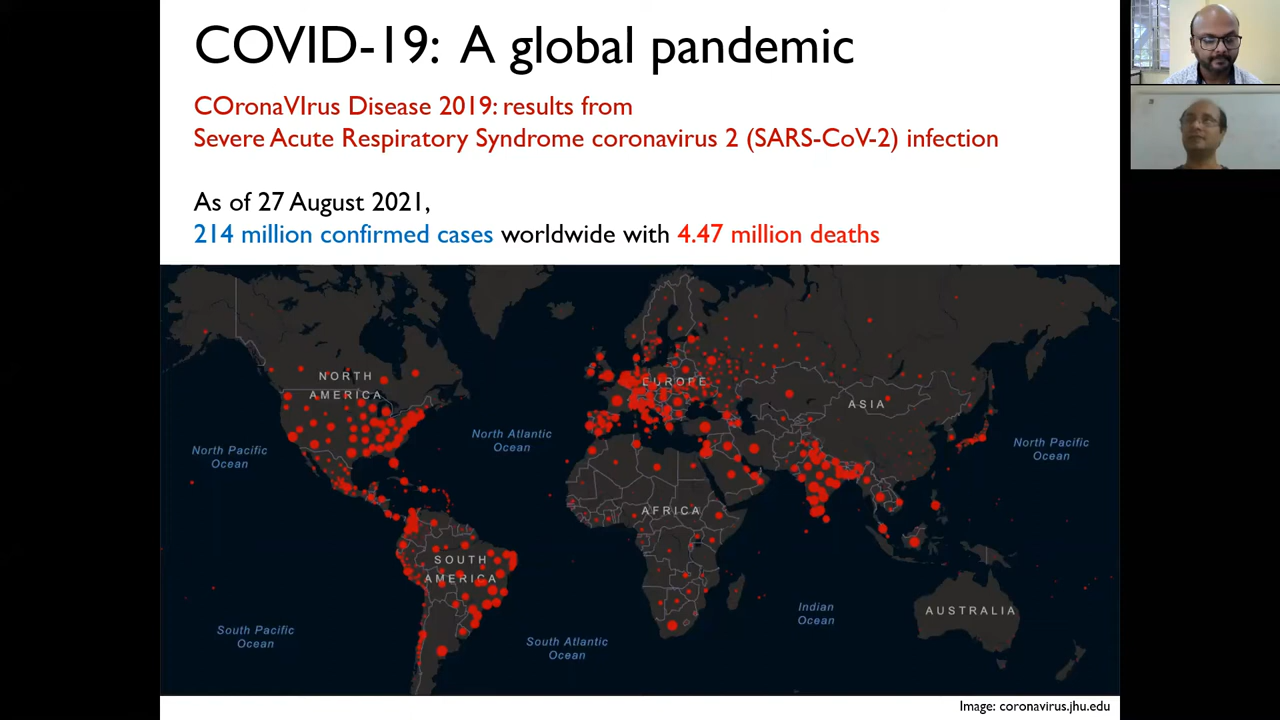 COVID-19: A global pandemic
COronaVIrus Disease 2019: results from
Severe Acute Respiratory Syndrome coronavirus 2 (SARS-CoV-2) infection
As of 27 August 2021,
214 million confirmed cases worldwide with 4.47 million deaths
NORTH
AMERICA
EUROPE
ASIA
North Pacific
Ocean
North Atlantic
Ocean
North Pacific
Ocean
AFRICA
SOUTH
AMERICA
Indian
Ocean
AUSTRALIA
South Pacific
Ocean
South Atlantic
Ocean
Image: coronavirus.jhu.edu